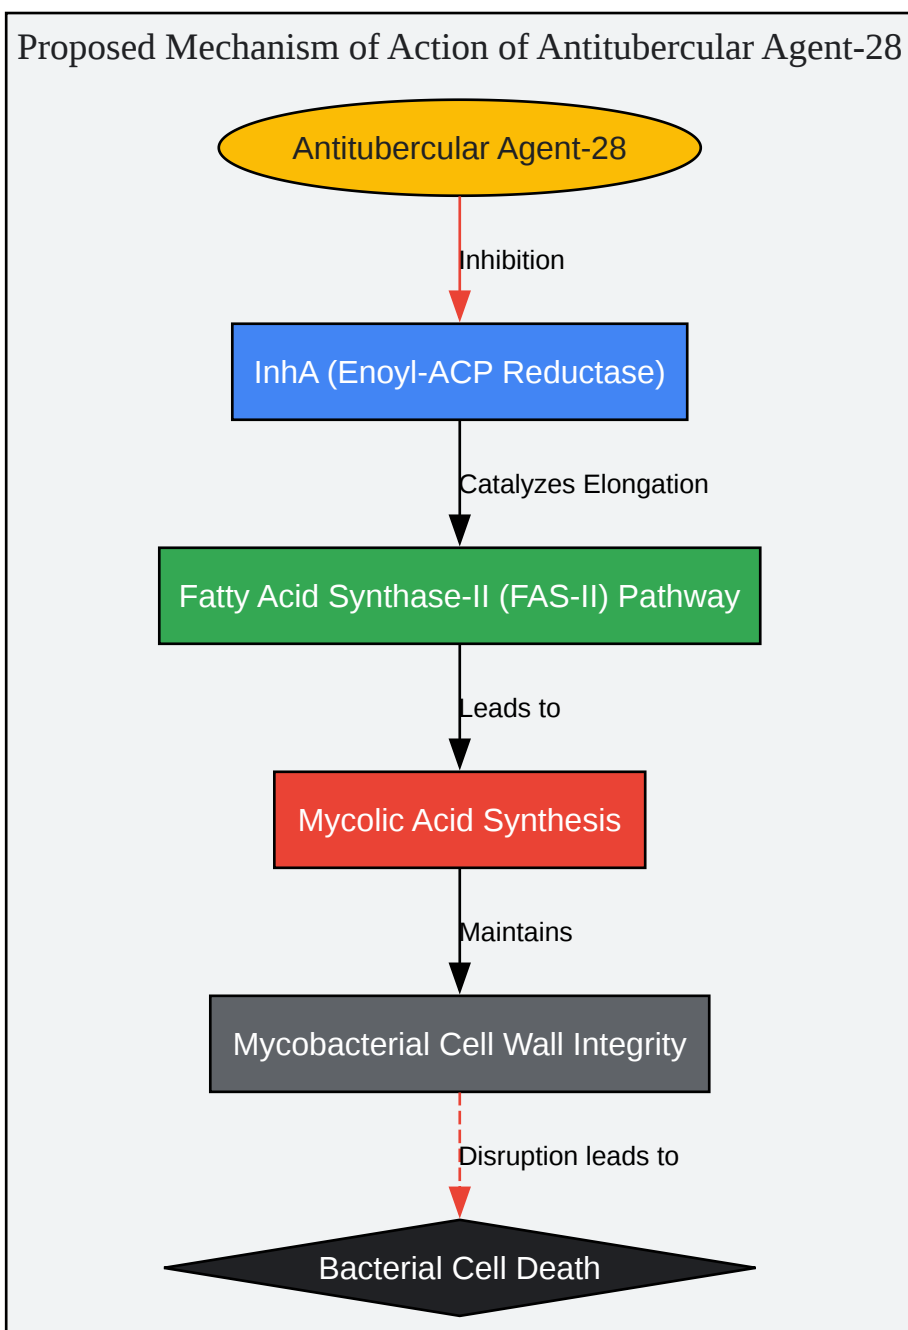 Proposed Mechanism of Action of Antitubercular Agent-28
Antitubercular Agent-28
Inhibition
InhA (Enoyl-ACP Reductase)
Catalyzes Elongation
Fatty Acid Synthase-II (FAS-II) Pathway
Leads to
Mycolic Acid Synthesis
Maintains
Mycobacterial Cell Wall Integrity
Disruption leads to
Bacterial Cell Death